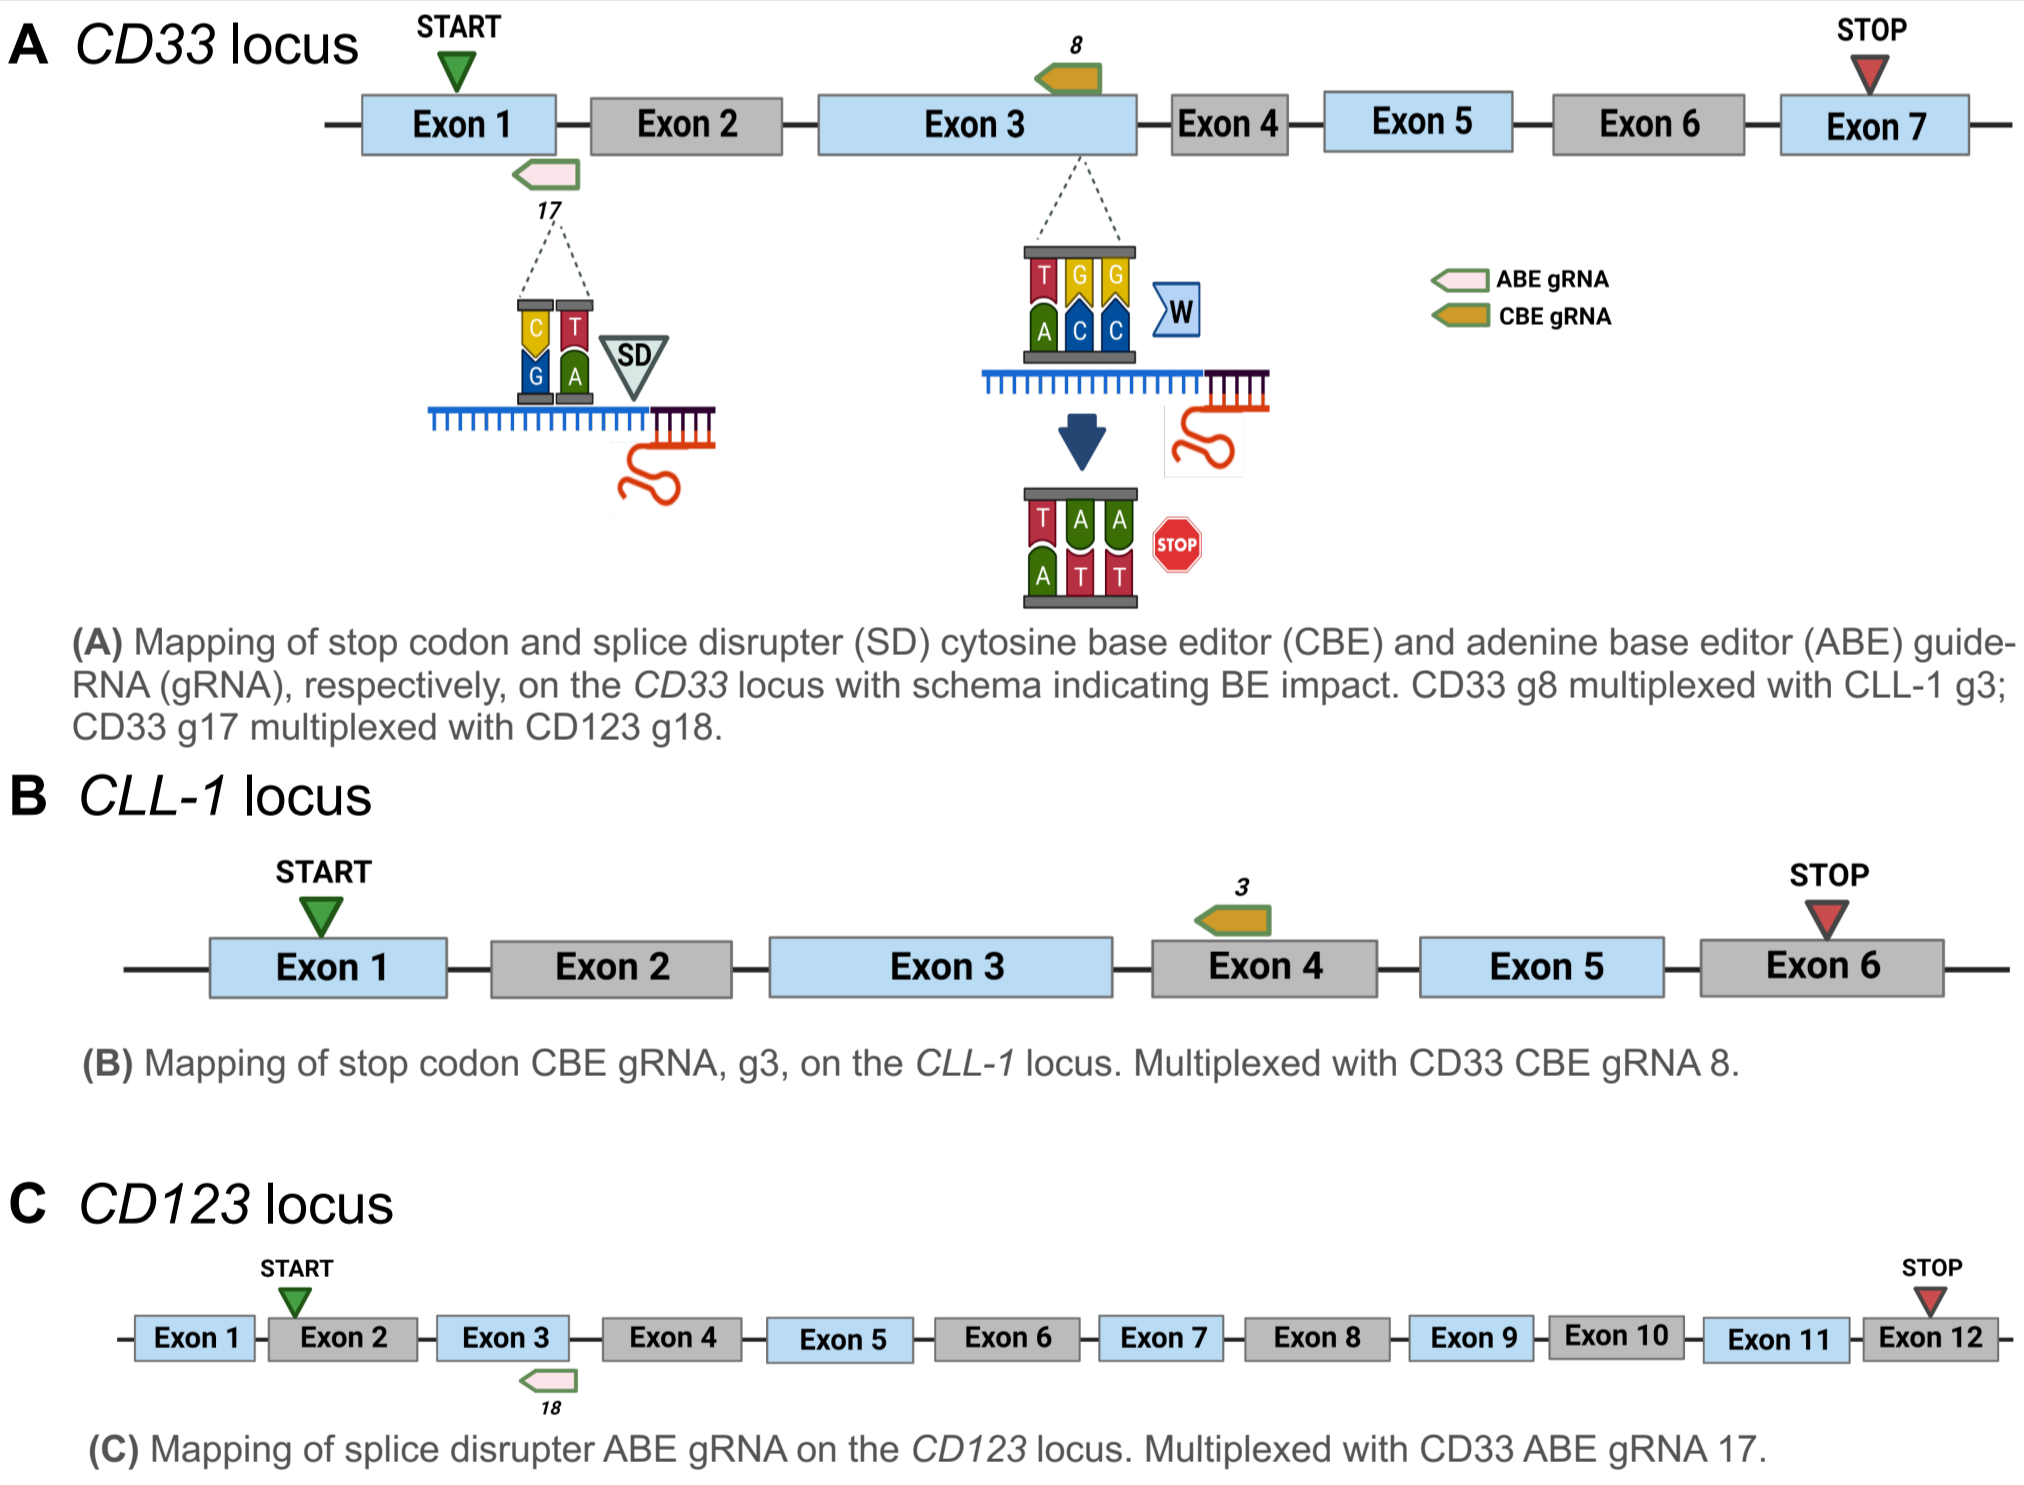 A CD33 locus
START
8
STOP
Exon 1 Exon 2 Exon 3 Exon 4 Exon 5 Exon 6 Exon 7
17
T G G
A C C
W
ABE gRNA
CBE gRNA
C T
G A
SD
T A A
A T T
STOP
(A) Mapping of stop codon and splice disrupter (SD) cytosine base editor (CBE) and adenine base editor (ABE) guide-
RNA (gRNA), respectively, on the CD33 locus with schema indicating BE impact. CD33 g8 multiplexed with CLL-1 g3;
CD33 g17 multiplexed with CD123 g18.
B CLL-1 locus
START
3
STOP
Exon 1 Exon 2 Exon 3 Exon 4 Exon 5 Exon 6
(B) Mapping of stop codon CBE gRNA, g3, on the CLL-1 locus. Multiplexed with CD33 CBE gRNA 8.
C CD123 locus
START
STOP
Exon 1 Exon 2 Exon 3 Exon 4 Exon 5 Exon 6 Exon 7 Exon 8 Exon 9 Exon 10 Exon 11 Exon 12
18
(C) Mapping of splice disrupter ABE gRNA on the CD123 locus. Multiplexed with CD33 ABE gRNA 17.